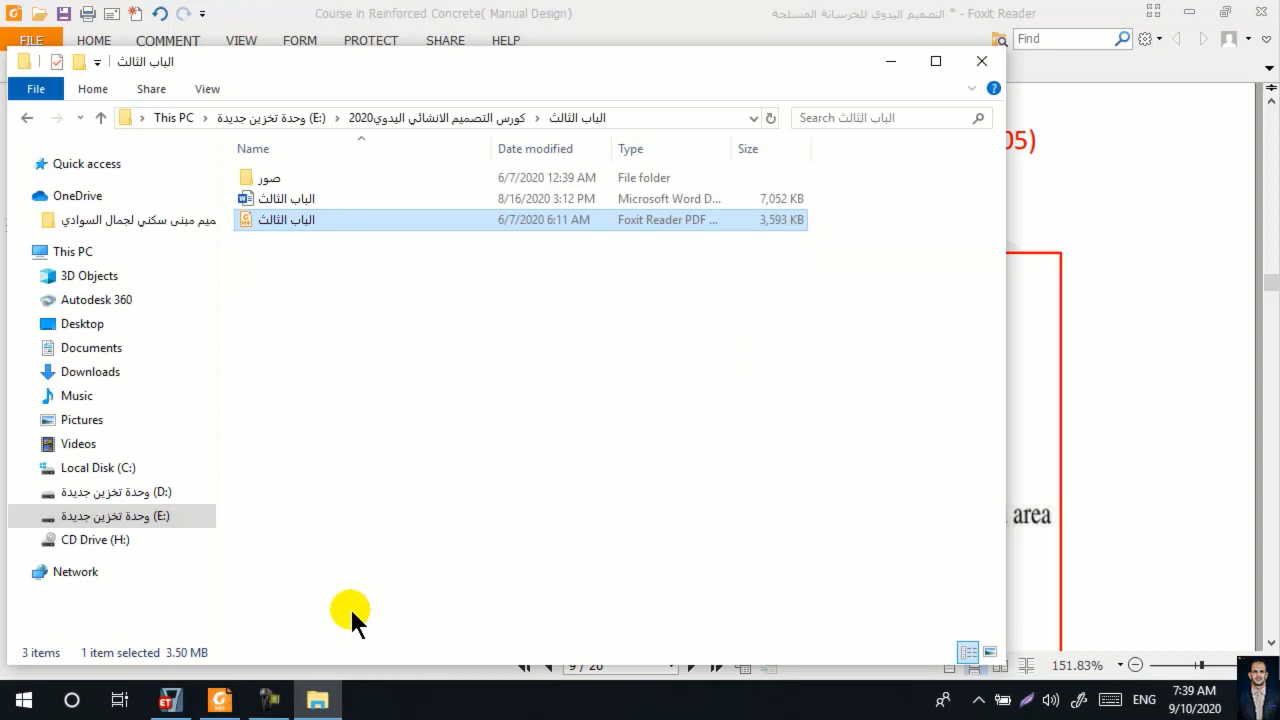 Course in Reinforced Concrete( Manual Design) التصميم اليدوي للخرسانة المسلحة * - Foxit Reader
FILE HOME COMMENT VIEW FORM PROTECT SHARE HELP Find
الباب الثالث
File Home Share View
This PC وحدة تخزين جديدة (E:) كورس التصميم الانشائي اليدوي2020 الباب الثالث Search الباب الثالث
Name Date modified Type Size
صور 6/7/2020 12:39 AM File folder
الباب الثالث 8/16/2020 3:12 PM Microsoft Word D... 7,052 KB
الباب الثالث 6/7/2020 6:11 AM Foxit Reader PDF ... 3,593 KB
Quick access
OneDrive
ميم مبنى سكني لجمال السوادي
This PC
3D Objects
Autodesk 360
Desktop
Documents
Downloads
Music
Pictures
Videos
Local Disk (C:)
وحدة تخزين جديدة (D:)
وحدة تخزين جديدة (E:)
CD Drive (H:)
Network
3 items 1 item selected 3.50 MB
05)
area
9 / 26 151.83%
ENG 7:39 AM
9/10/2020